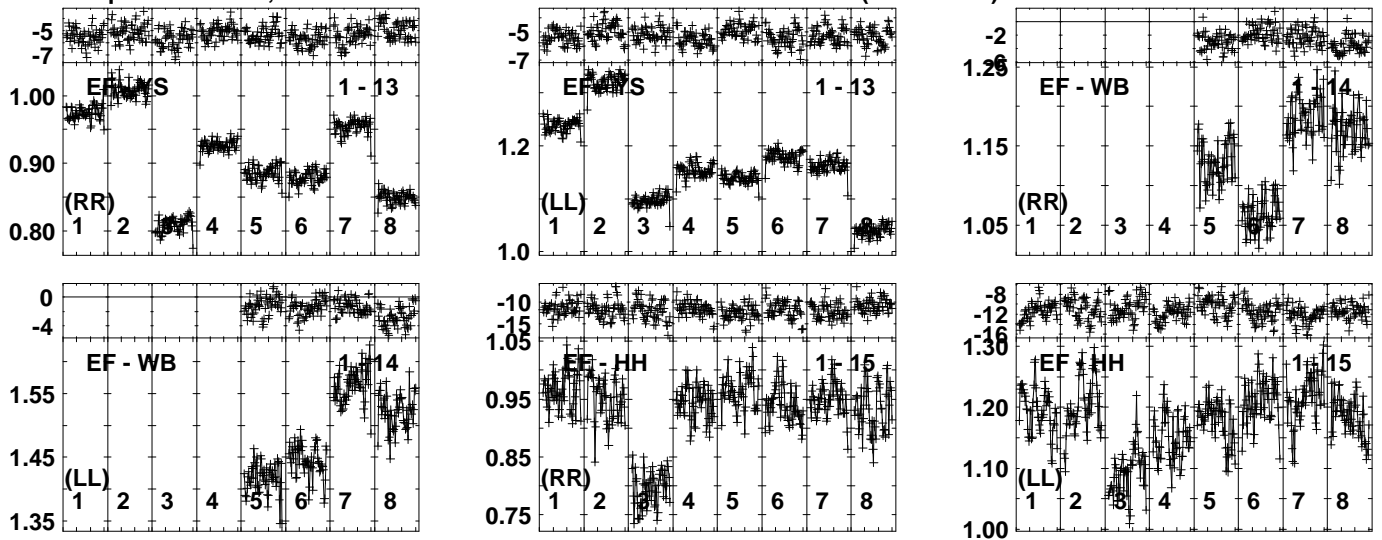 -5
-7
EF - YS 1 - 13
1.00
0.90
0.80
(RR)
1 2 3 4 5 6 7 8
-5
-7
EF - YS 1 - 13
1.2
1.0
(LL)
1 2 3 4 5 6 7 8
-2
-6
1.25
EF - WB 1 - 14
1.15
1.05
(RR)
1 2 3 4 5 6 7 8
0
-4
EF - WB 1 - 14
1.55
1.45
1.35
(LL)
1 2 3 4 5 6 7 8
-10
-15
1.05
EF - HH 1 - 15
0.95
0.85
0.75
(RR)
1 2 3 4 5 6 7 8
-8
-12
-16
1.30
EF - HH 1 - 15
1.20
1.10
1.00
(LL)
1 2 3 4 5 6 7 8